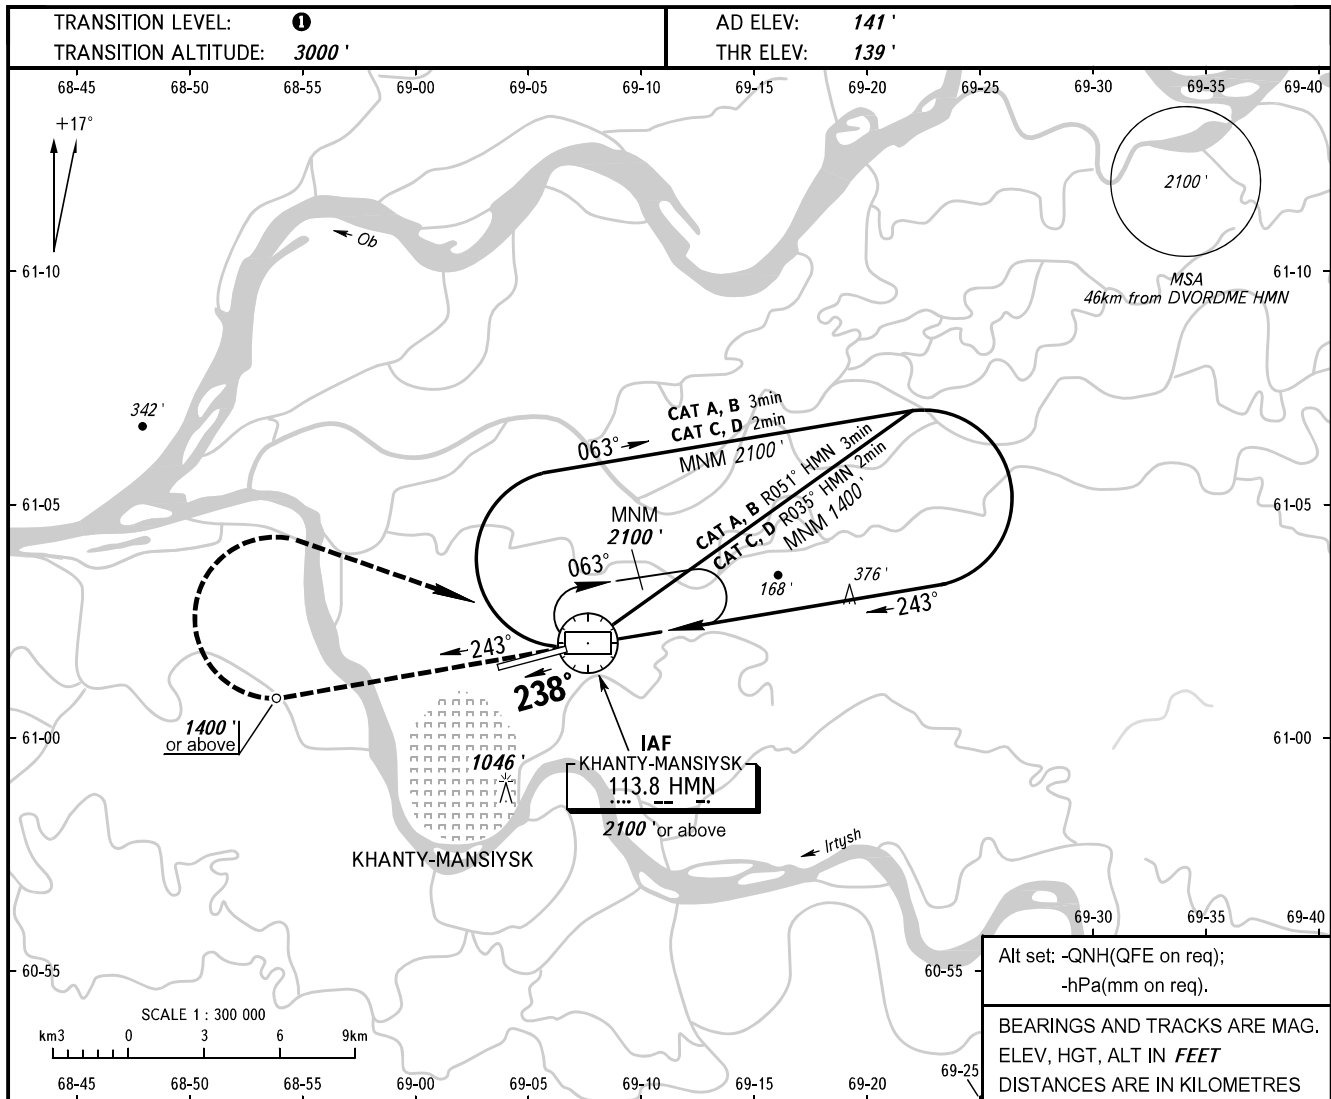 TRANSITION LEVEL: ❶
TRANSITION ALTITUDE: 3000 '
AD ELEV: 141 '
THR ELEV: 139 '
68-45 68-50 68-55 69-00 69-05 69-10 69-15 69-20 69-25 69-30 69-35 69-40
+17°
2100 '
Ob
61-10 61-10
MSA
46km from DVORDME HMN
342 '
CAT A, B 3min
CAT C, D 2min
063°
MNM 2100 '
CAT A, B R051° HMN 3min
CAT C, D R035° HMN 2min
MNM 1400 '
61-05 61-05
MNM
2100 '
063°
168 '
376 '
243°
243°
238°
1400 '
or above
61-00 61-00
1046 '
IAF
KHANTY-MANSIYSK
113.8 HMN
2100 ' or above
KHANTY-MANSIYSK
Irtysh
69-30 69-35 69-40
60-55 60-55
Alt set: -QNH(QFE on req);
-hPa(mm on req).
SCALE 1 : 300 000
km3 0 3 6 9km
BEARINGS AND TRACKS ARE MAG.
ELEV, HGT, ALT IN FEET
DISTANCES ARE IN KILOMETRES
68-45 68-50 68-55 69-00 69-05 69-10 69-15 69-20 69-25